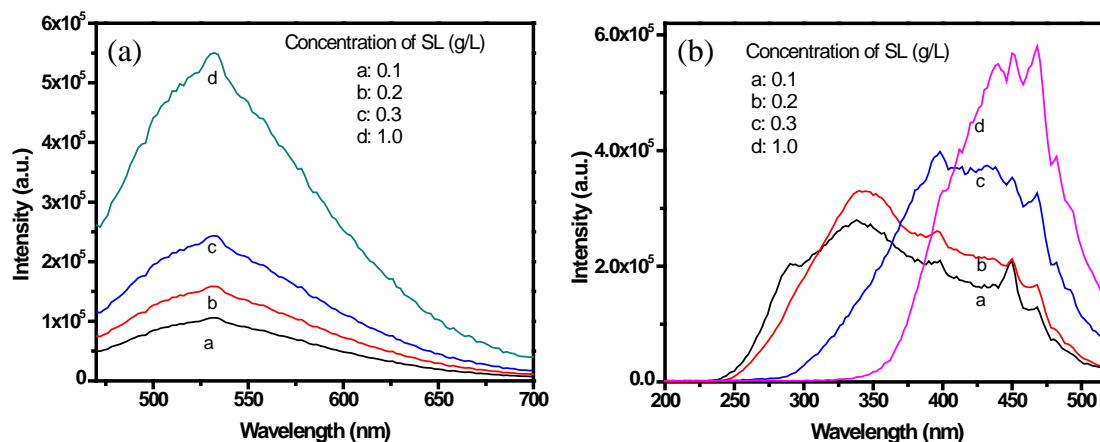 (a)
Concentration of SL (g/L)
a: 0.1
b: 0.2
c: 0.3
d: 1.0
d
c
b
a
6x10⁵
5x10⁵
4x10⁵
3x10⁵
2x10⁵
1x10⁵
0
Intensity (a.u.)
500 550 600 650 700
Wavelength (nm)
(b)
Concentration of SL (g/L)
a: 0.1
b: 0.2
c: 0.3
d: 1.0
d
c
b
a
6.0x10⁵
4.0x10⁵
2.0x10⁵
0.0
Intensity (a.u.)
200 250 300 350 400 450 500
Wavelength (nm)